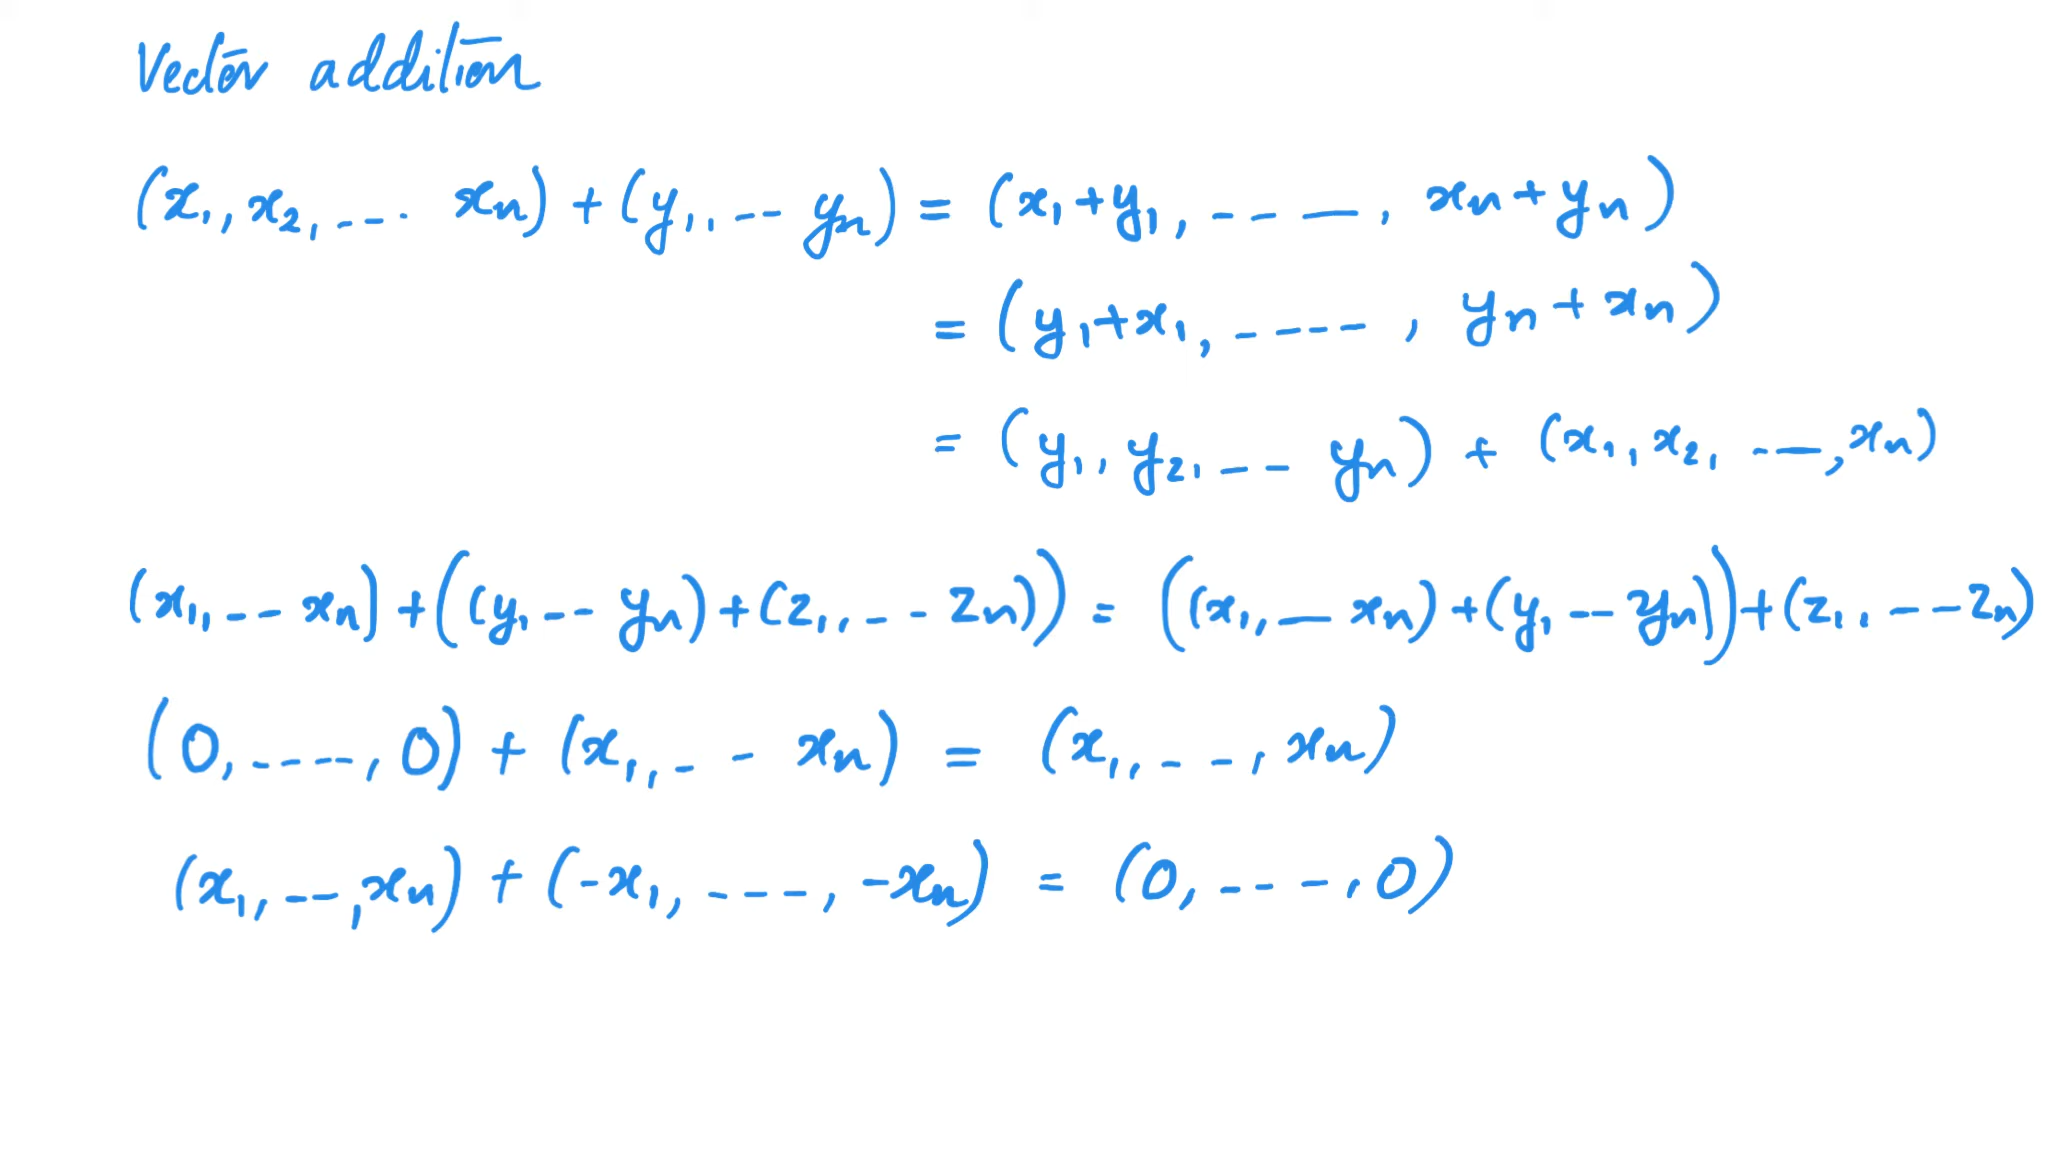 Vector addition
(x₁, x₂, ---- xₙ) + (y₁, -- yₙ) = (x₁+y₁, ----, xₙ+yₙ)
= (y₁+x₁, -----, yₙ+xₙ)
= (y₁, y₂, --- yₙ) + (x₁, x₂, ---, xₙ)
(x₁, -- xₙ) + ((y₁ -- yₙ) + (z₁, -- zₙ)) = ((x₁, — xₙ) + (y₁ -- yₙ)) + (z₁, --- zₙ)
(0, ----, 0) + (x₁, -- xₙ) = (x₁, --, xₙ)
(x₁, --, xₙ) + (-x₁, ----, -xₙ) = (0, ---, 0)